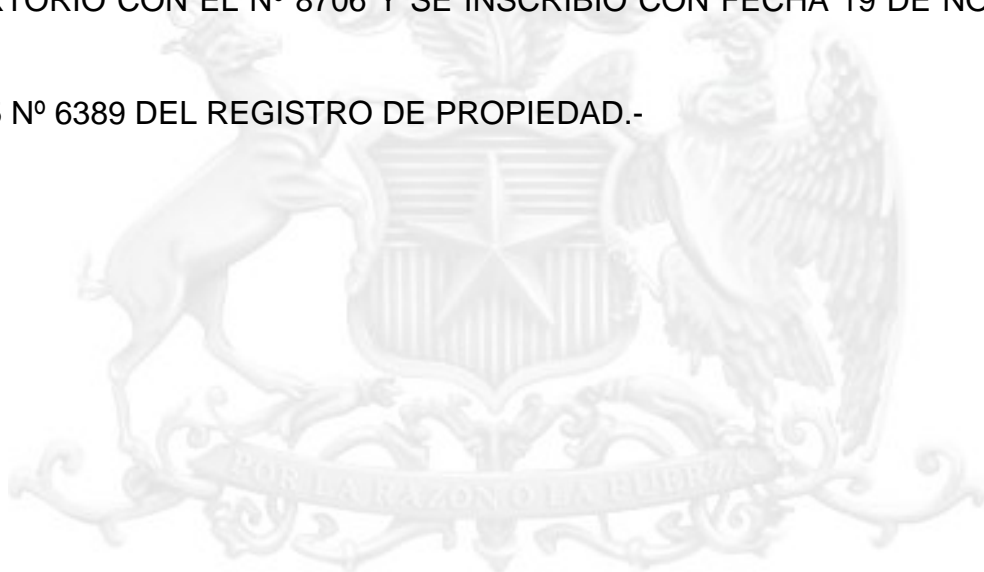 RTORIO CON EL Nº 8706 Y SE INSCRIBIO CON FECHA 19 DE NO
Nº 6389 DEL REGISTRO DE PROPIEDAD.-
POR LA RAZON O LA FUERZA